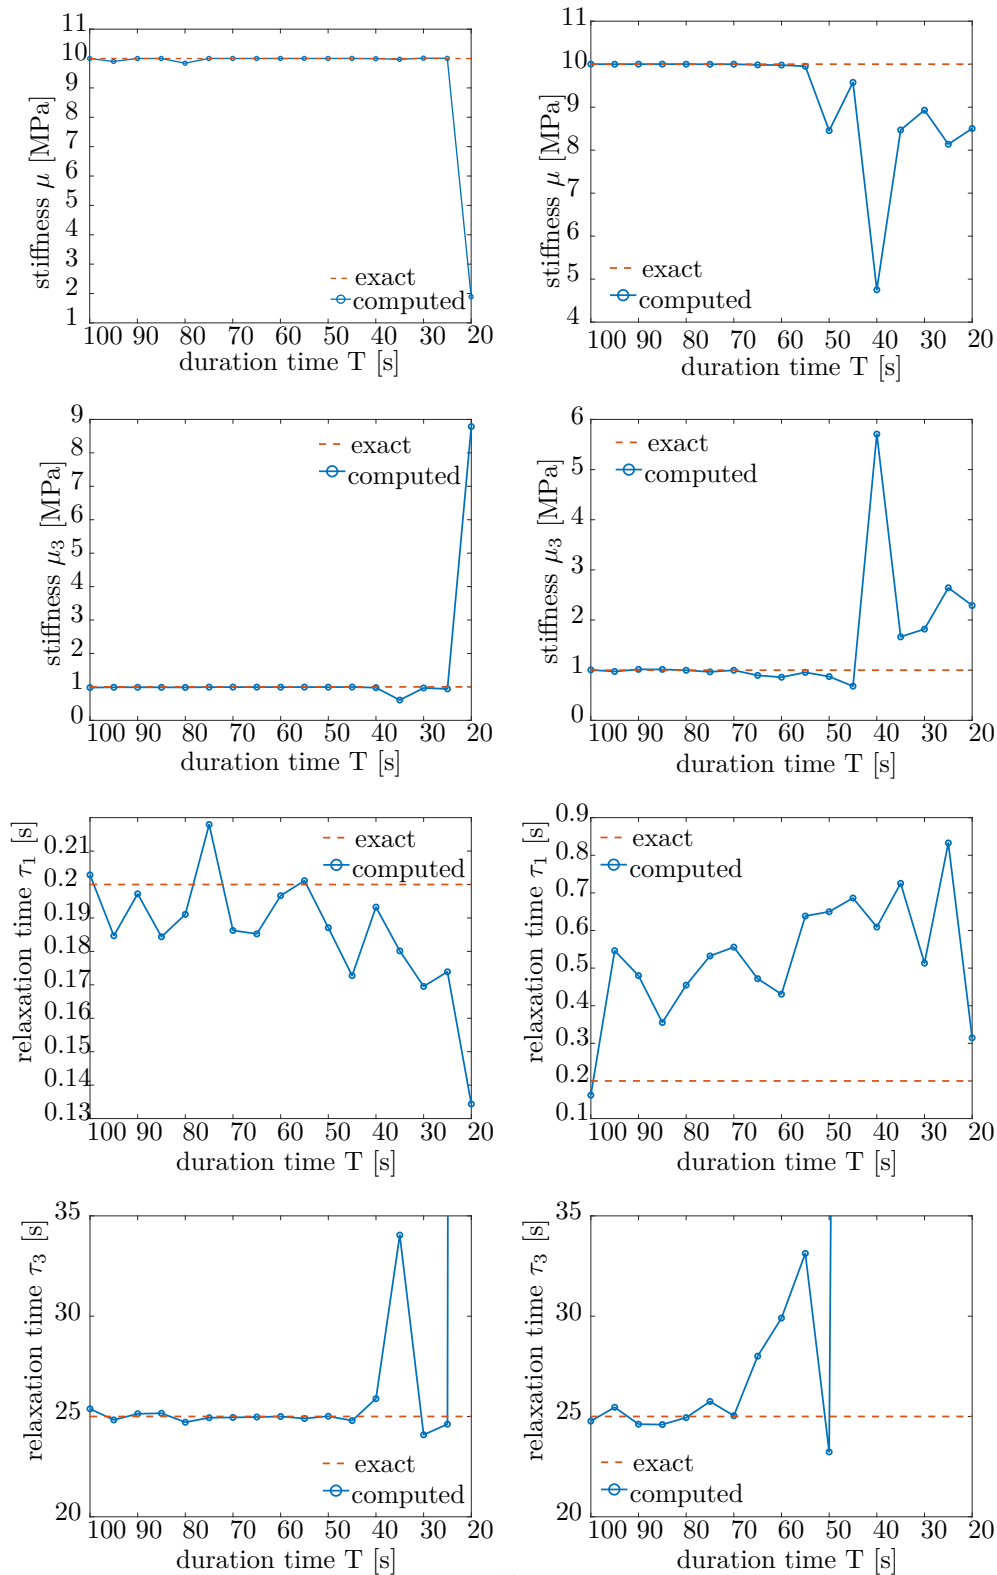 stiffness μ [MPa]
11
10
9
8
7
6
5
4
3
2
1
exact
computed
100 90 80 70 60 50 40 30 20
duration time T [s]
stiffness μ [MPa]
11
10
9
8
7
6
5
4
exact
computed
100 90 80 70 60 50 40 30 20
duration time T [s]
stiffness μ3 [MPa]
9
8
7
6
5
4
3
2
1
0
exact
computed
100 90 80 70 60 50 40 30 20
duration time T [s]
stiffness μ3 [MPa]
6
5
4
3
2
1
0
exact
computed
100 90 80 70 60 50 40 30 20
duration time T [s]
relaxation time τ1 [s]
0.21
0.2
0.19
0.18
0.17
0.16
0.15
0.14
0.13
exact
computed
100 90 80 70 60 50 40 30 20
duration time T [s]
relaxation time τ1 [s]
0.9
0.8
0.7
0.6
0.5
0.4
0.3
0.2
0.1
exact
computed
100 90 80 70 60 50 40 30 20
duration time T [s]
relaxation time τ3 [s]
35
30
25
20
exact
computed
100 90 80 70 60 50 40 30 20
duration time T [s]
relaxation time τ3 [s]
35
30
25
20
exact
computed
100 90 80 70 60 50 40 30 20
duration time T [s]